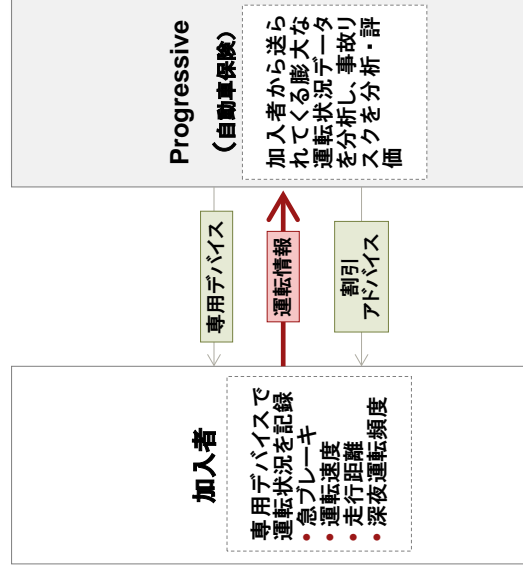 加入者
専用デバイスで
運転状況を記録
• 急ブレーキ
• 運転速度
• 走行距離
• 深夜運転頻度
専用デバイス
運転情報
割引
アドバイス
Progressive
（自動車保険）
加入者から送ら
れてくる膨大な
運転状況データ
を分析し、事故リ
スクを分析・評
価